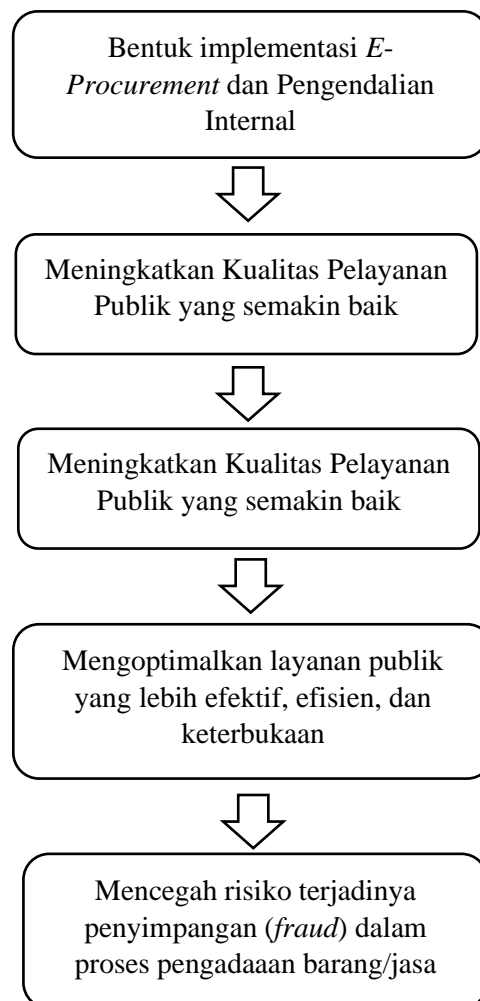 Bentuk implementasi E-
Procurement dan Pengendalian
Internal
Meningkatkan Kualitas Pelayanan
Publik yang semakin baik
Meningkatkan Kualitas Pelayanan
Publik yang semakin baik
Mengoptimalkan layanan publik
yang lebih efektif, efisien, dan
keterbukaan
Mencegah risiko terjadinya
penyimpangan (fraud) dalam
proses pengadaaan barang/jasa